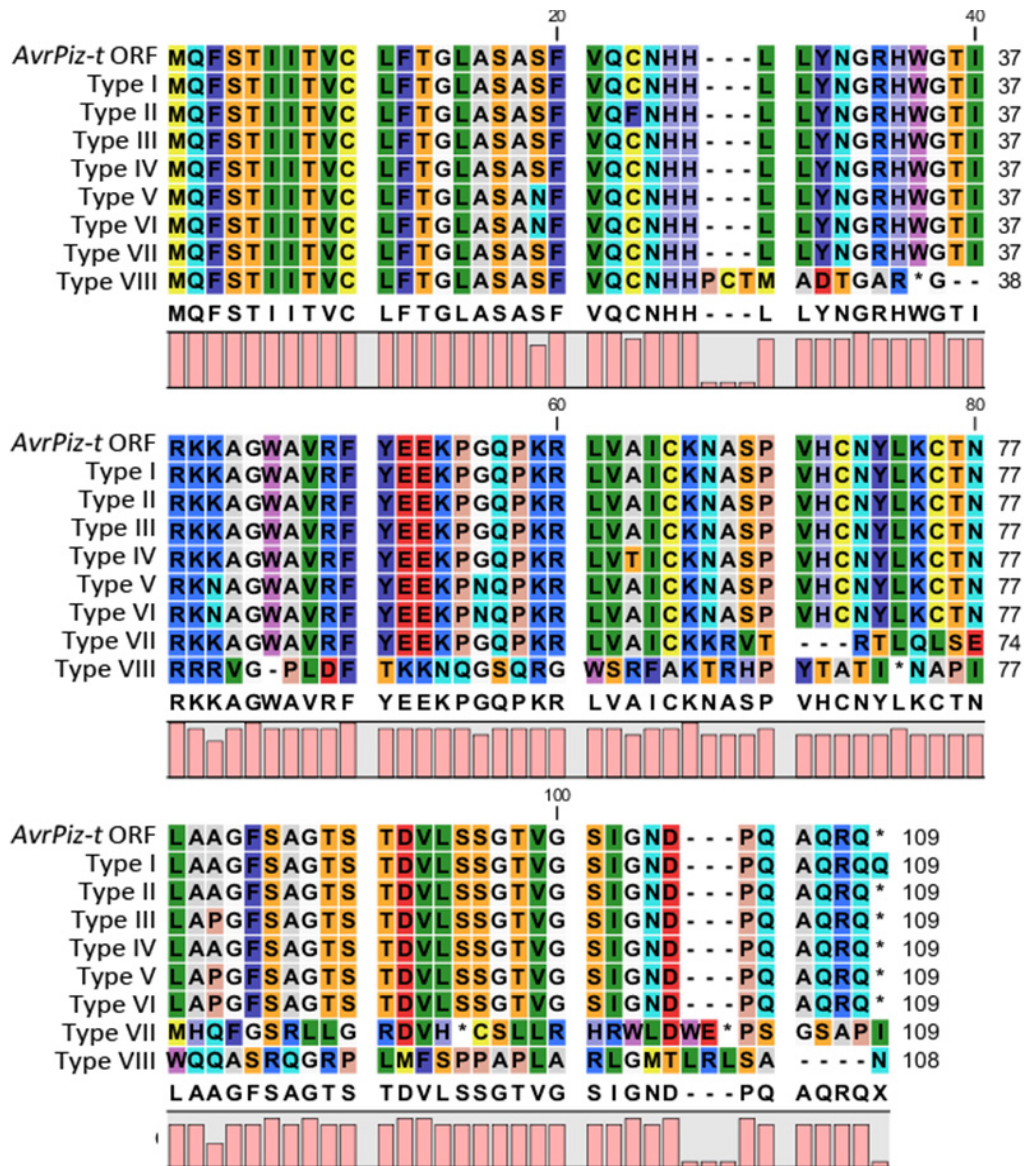 20 40
AvrPiz-t ORF MQFSTIITVC LFTGLASASF VQCNHH---L LYNGRHWGTI 37
Type I MQFSTIITVC LFTGLASASF VQCNHH---L LYNGRHWGTI 37
Type II MQFSTIITVC LFTGLASASF VQFNHH---L LYNGRHWGTI 37
Type III MQFSTIITVC LFTGLASASF VQCNHH---L LYNGRHWGTI 37
Type IV MQFSTIITVC LFTGLASASF VQCNHH---L LYNGRHWGTI 37
Type V MQFSTIITVC LFTGLASANF VQCNHH---L LYNGRHWGTI 37
Type VI MQFSTIITVC LFTGLASANF VQCNHH---L LYNGRHWGTI 37
Type VII MQFSTIITVC LFTGLASASF VQCNHH---L LYNGRHWGTI 37
Type VIII MQFSTIITVC LFTGLASASF VQCNHHPCTM ADTGAR*G-- 38
MQFSTIITVC LFTGLASASF VQCNHH---L LYNGRHWGTI
60 80
AvrPiz-t ORF RKKAGWAVRF YEEKPGQPKR LVAICKNASP VHCNYLKCTN 77
Type I RKKAGWAVRF YEEKPGQPKR LVAICKNASP VHCNYLKCTN 77
Type II RKKAGWAVRF YEEKPGQPKR LVAICKNASP VHCNYLKCTN 77
Type III RKKAGWAVRF YEEKPGQPKR LVAICKNASP VHCNYLKCTN 77
Type IV RKKAGWAVRF YEEKPGQPKR LVTICKNASP VHCNYLKCTN 77
Type V RKNAGWAVRF YEEKPNQPKR LVAICKNASP VHCNYLKCTN 77
Type VI RKNAGWAVRF YEEKPNQPKR LVAICKNASP VHCNYLKCTN 77
Type VII RKKAGWAVRF YEEKPGQPKR LVAICKKRVT ---RTLQLSE 74
Type VIII RRRVG-PLDF TKKNQGSQRG WSRFAKTRHP YTATI*NAPI 77
RKKAGWAVRF YEEKPGQPKR LVAICKNASP VHCNYLKCTN
100
AvrPiz-t ORF LAAGFSAGTS TDVLSSGTVG SIGND---PQ AQRQ* 109
Type I LAAGFSAGTS TDVLSSGTVG SIGND---PQ AQRQQ 109
Type II LAAGFSAGTS TDVLSSGTVG SIGND---PQ AQRQ* 109
Type III LAPGFSAGTS TDVLSSGTVG SIGND---PQ AQRQ* 109
Type IV LAAGFSAGTS TDVLSSGTVG SIGND---PQ AQRQ* 109
Type V LAPGFSAGTS TDVLSSGTVG SIGND---PQ AQRQ* 109
Type VI LAPGFSAGTS TDVLSSGTVG SIGND---PQ AQRQ* 109
Type VII MHQFGSRLLG RDVH*CSLLR HRWLDWE*PS GSAPI 109
Type VIII WQQASRQGRP LMFSPPAPLA RLGMTLRLSA ----N 108
LAAGFSAGTS TDVLSSGTVG SIGND---PQ AQRQX